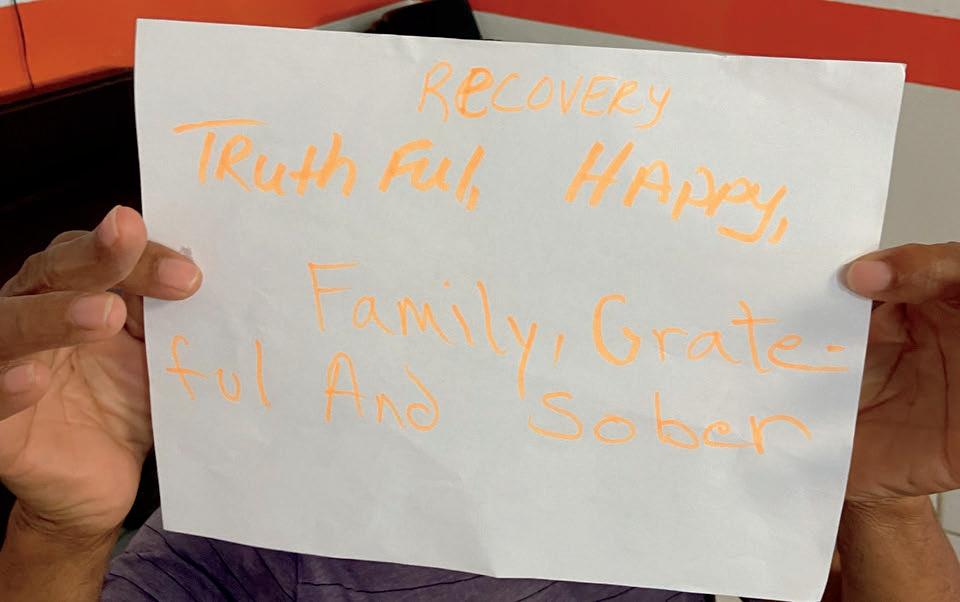 RECOVERY
TRuthFul, HAppy,
Family, Grate-
ful And Sober